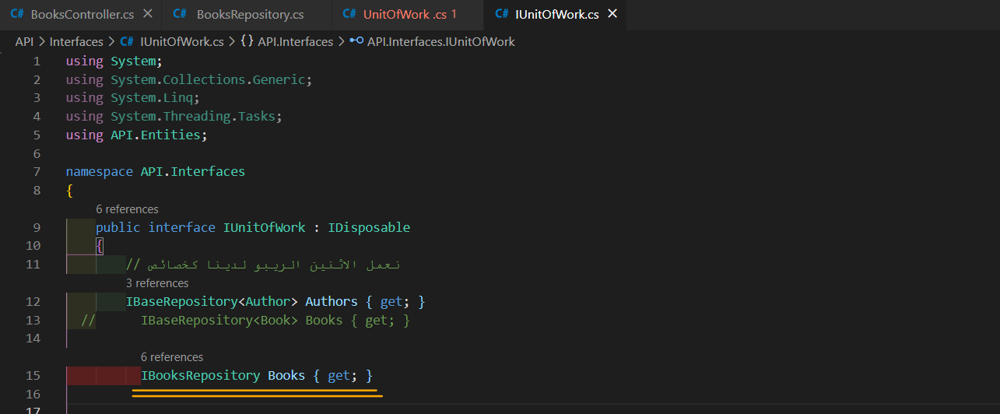 C# BooksController.cs × C# BooksRepository.cs C# UnitOfWork .cs 1 C# IUnitOfWork.cs ×
API > Interfaces > C# IUnitOfWork.cs > {} API.Interfaces > API.Interfaces.IUnitOfWork
1 using System;
2 using System.Collections.Generic;
3 using System.Linq;
4 using System.Threading.Tasks;
5 using API.Entities;
6
7 namespace API.Interfaces
8 {
6 references
9 public interface IUnitOfWork : IDisposable
10 {
11 // نعمل الاثنين الريبو لدينا كخصائص
3 references
12 IBaseRepository<Author> Authors { get; }
13 // IBaseRepository<Book> Books { get; }
14
6 references
15 IBooksRepository Books { get; }
16
17